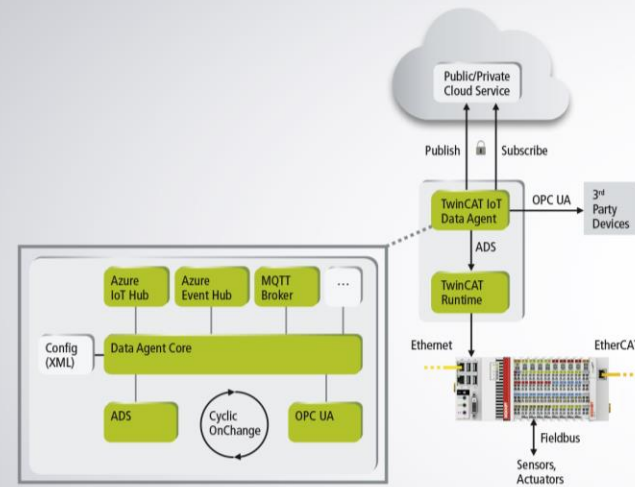 Public/Private
Cloud Service
Publish
Subscribe
TwinCAT IoT
Data Agent
OPC UA
3rd
Party
Devices
ADS
TwinCAT
Runtime
Azure
IoT Hub
Azure
Event Hub
MQTT
Broker
...
Config
(XML)
Data Agent Core
ADS
Cyclic
OnChange
OPC UA
Ethernet
EtherCAT
Fieldbus
Sensors,
Actuators